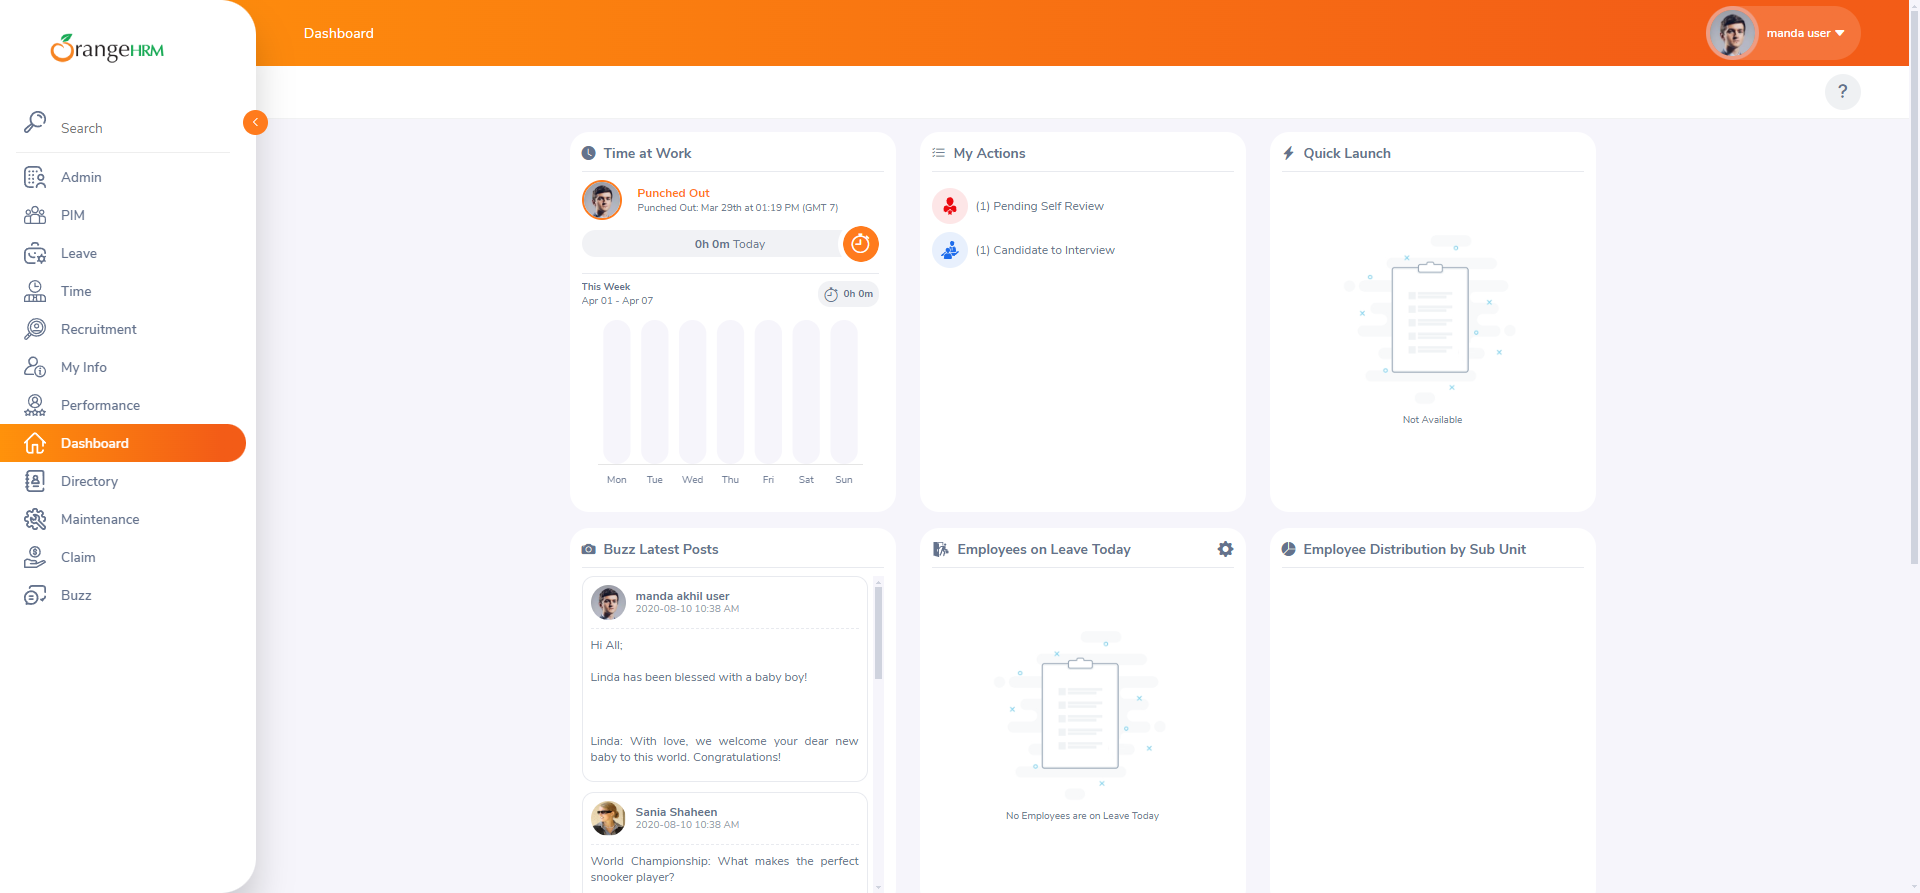 OrangeHRM
Search
Admin
PIM
Leave
Time
Recruitment
My Info
Performance
Dashboard
Directory
Maintenance
Claim
Buzz
Dashboard
manda user
?
Time at Work
Punched Out
Punched Out: Mar 29th at 01:19 PM (GMT 7)
0h 0m Today
This Week
Apr 01 - Apr 07
0h 0m
Mon Tue Wed Thu Fri Sat Sun
My Actions
(1) Pending Self Review
(1) Candidate to Interview
Quick Launch
Not Available
Buzz Latest Posts
manda akhil user
2020-08-10 10:38 AM
Hi All;
Linda has been blessed with a baby boy!
Linda: With love, we welcome your dear new
baby to this world. Congratulations!
Sania Shaheen
2020-08-10 10:38 AM
World Championship: What makes the perfect
snooker player?
Employees on Leave Today
No Employees are on Leave Today
Employee Distribution by Sub Unit